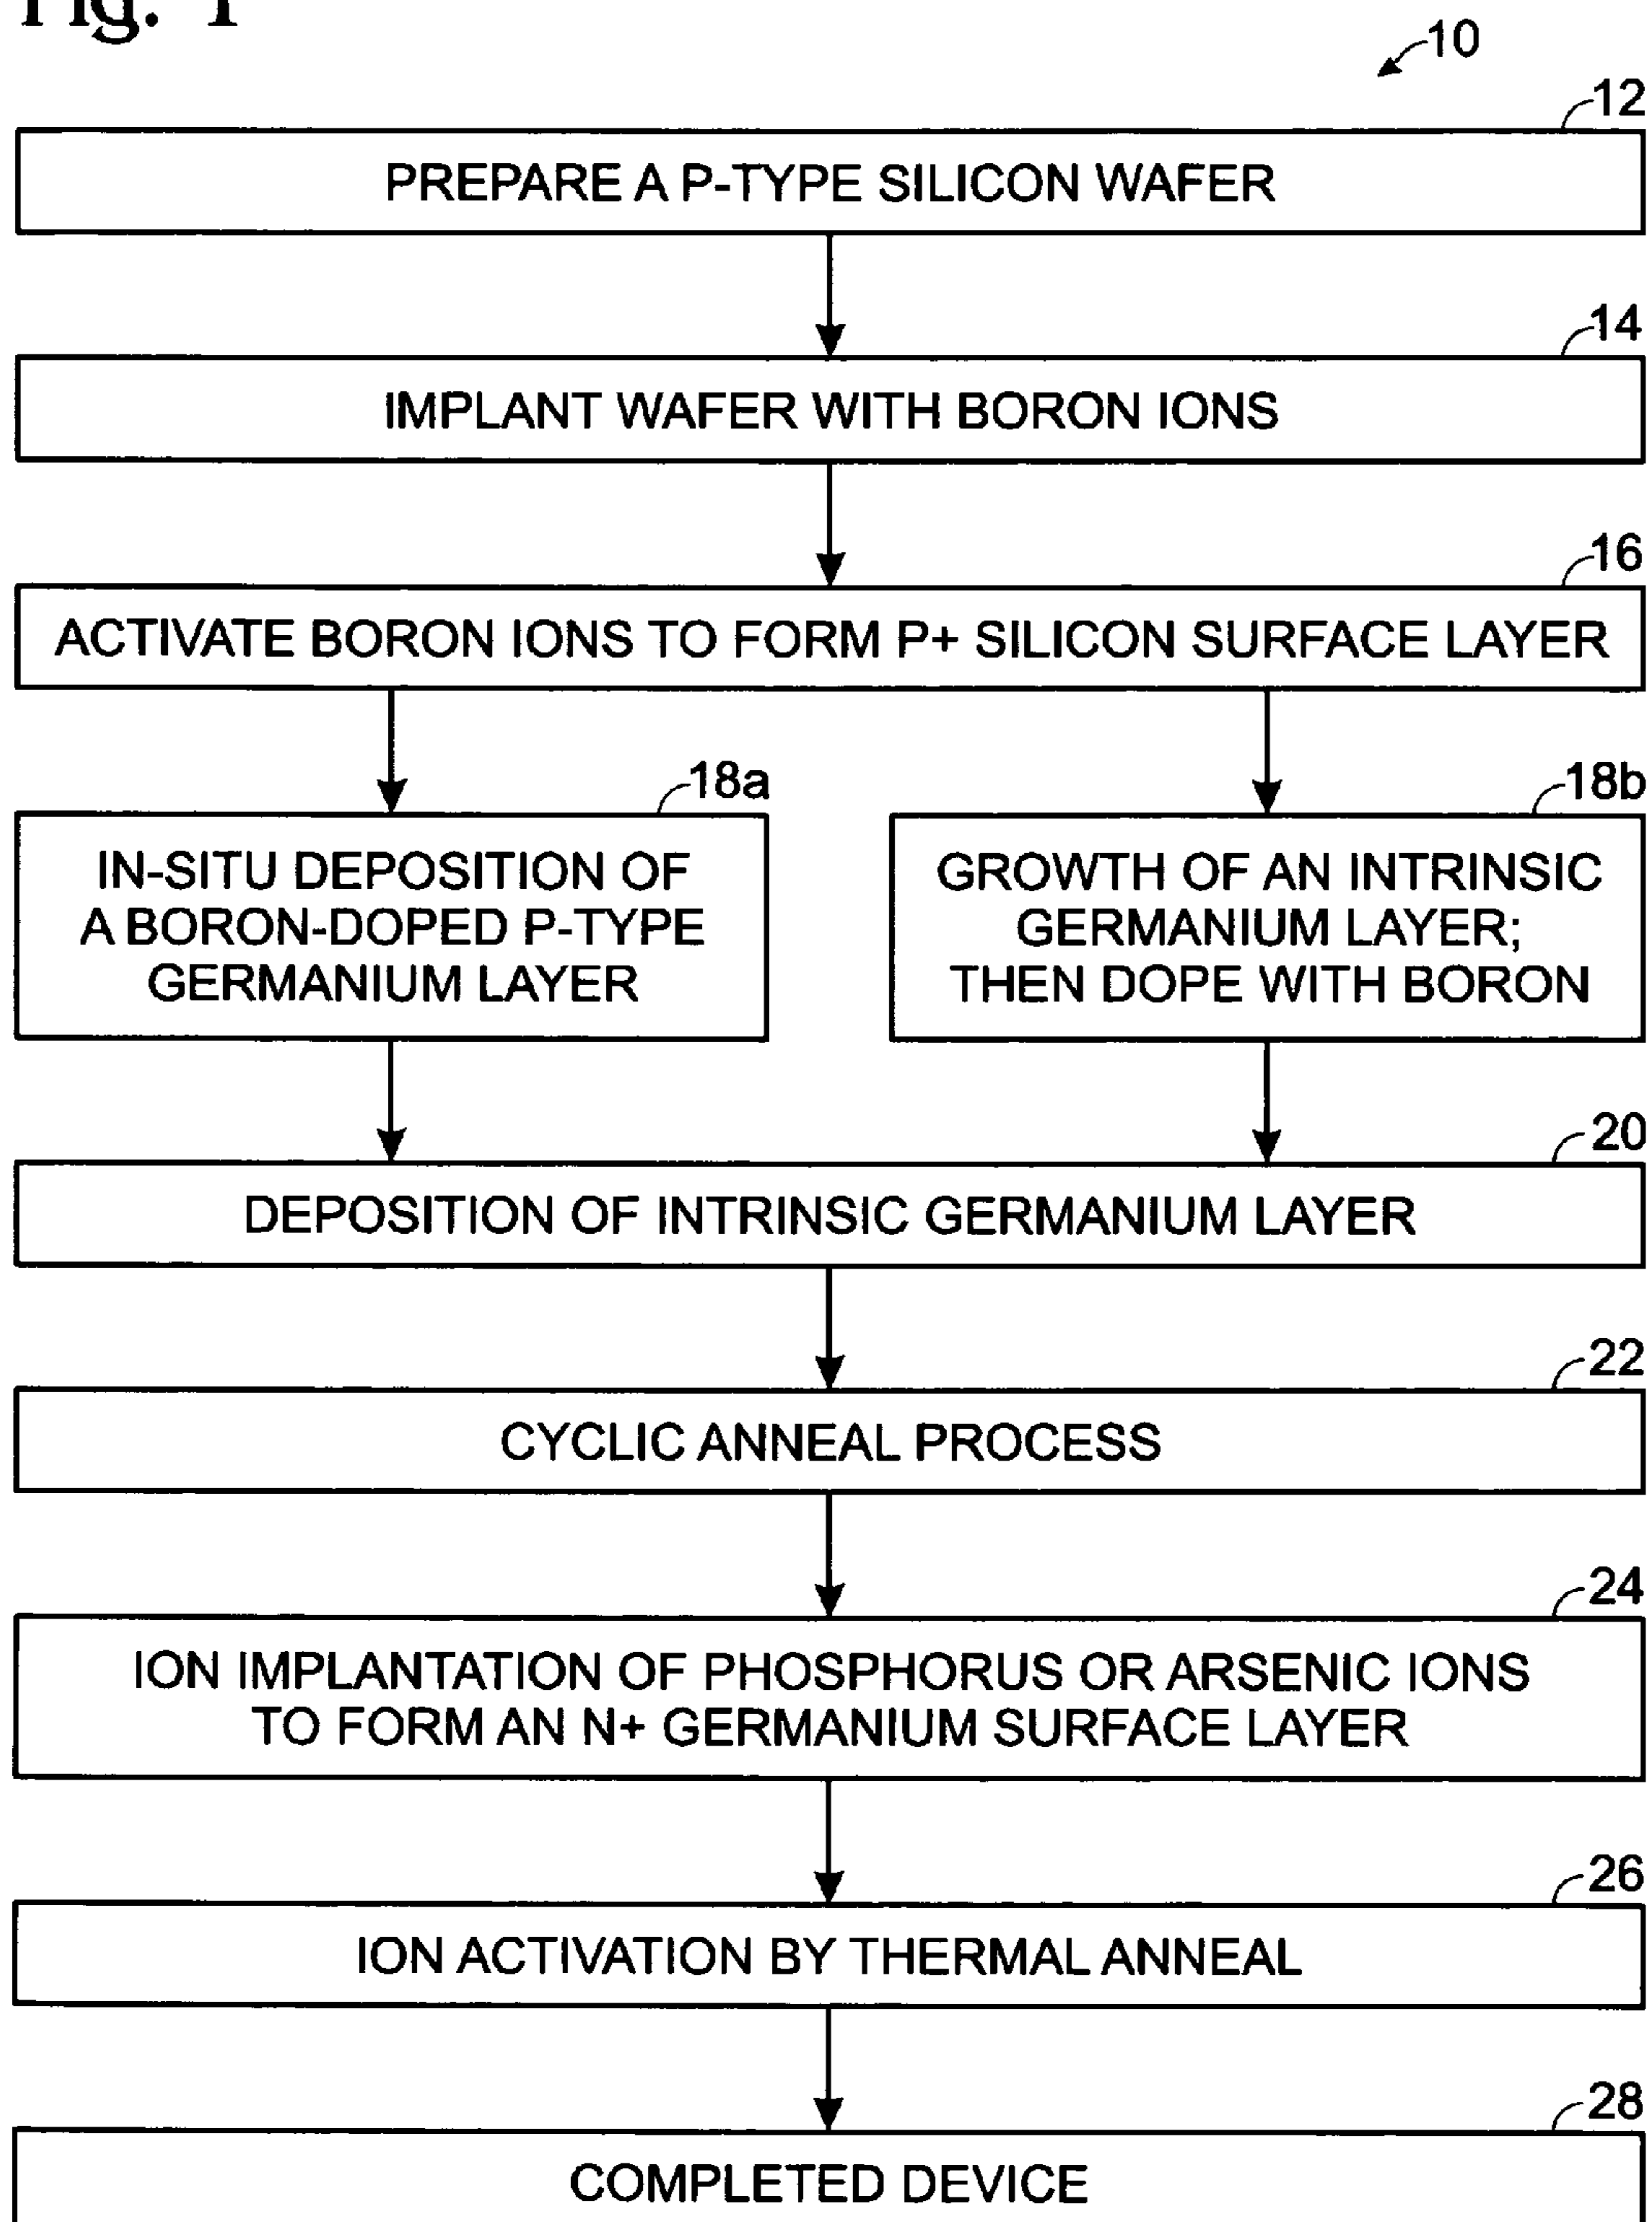 Fig. 1
10
12
PREPARE A P-TYPE SILICON WAFER
14
IMPLANT WAFER WITH BORON IONS
16
ACTIVATE BORON IONS TO FORM P+ SILICON SURFACE LAYER
18a
IN-SITU DEPOSITION OF
A BORON-DOPED P-TYPE
GERMANIUM LAYER
18b
GROWTH OF AN INTRINSIC
GERMANIUM LAYER;
THEN DOPE WITH BORON
20
DEPOSITION OF INTRINSIC GERMANIUM LAYER
22
CYCLIC ANNEAL PROCESS
24
ION IMPLANTATION OF PHOSPHORUS OR ARSENIC IONS
TO FORM AN N+ GERMANIUM SURFACE LAYER
26
ION ACTIVATION BY THERMAL ANNEAL
28
COMPLETED DEVICE